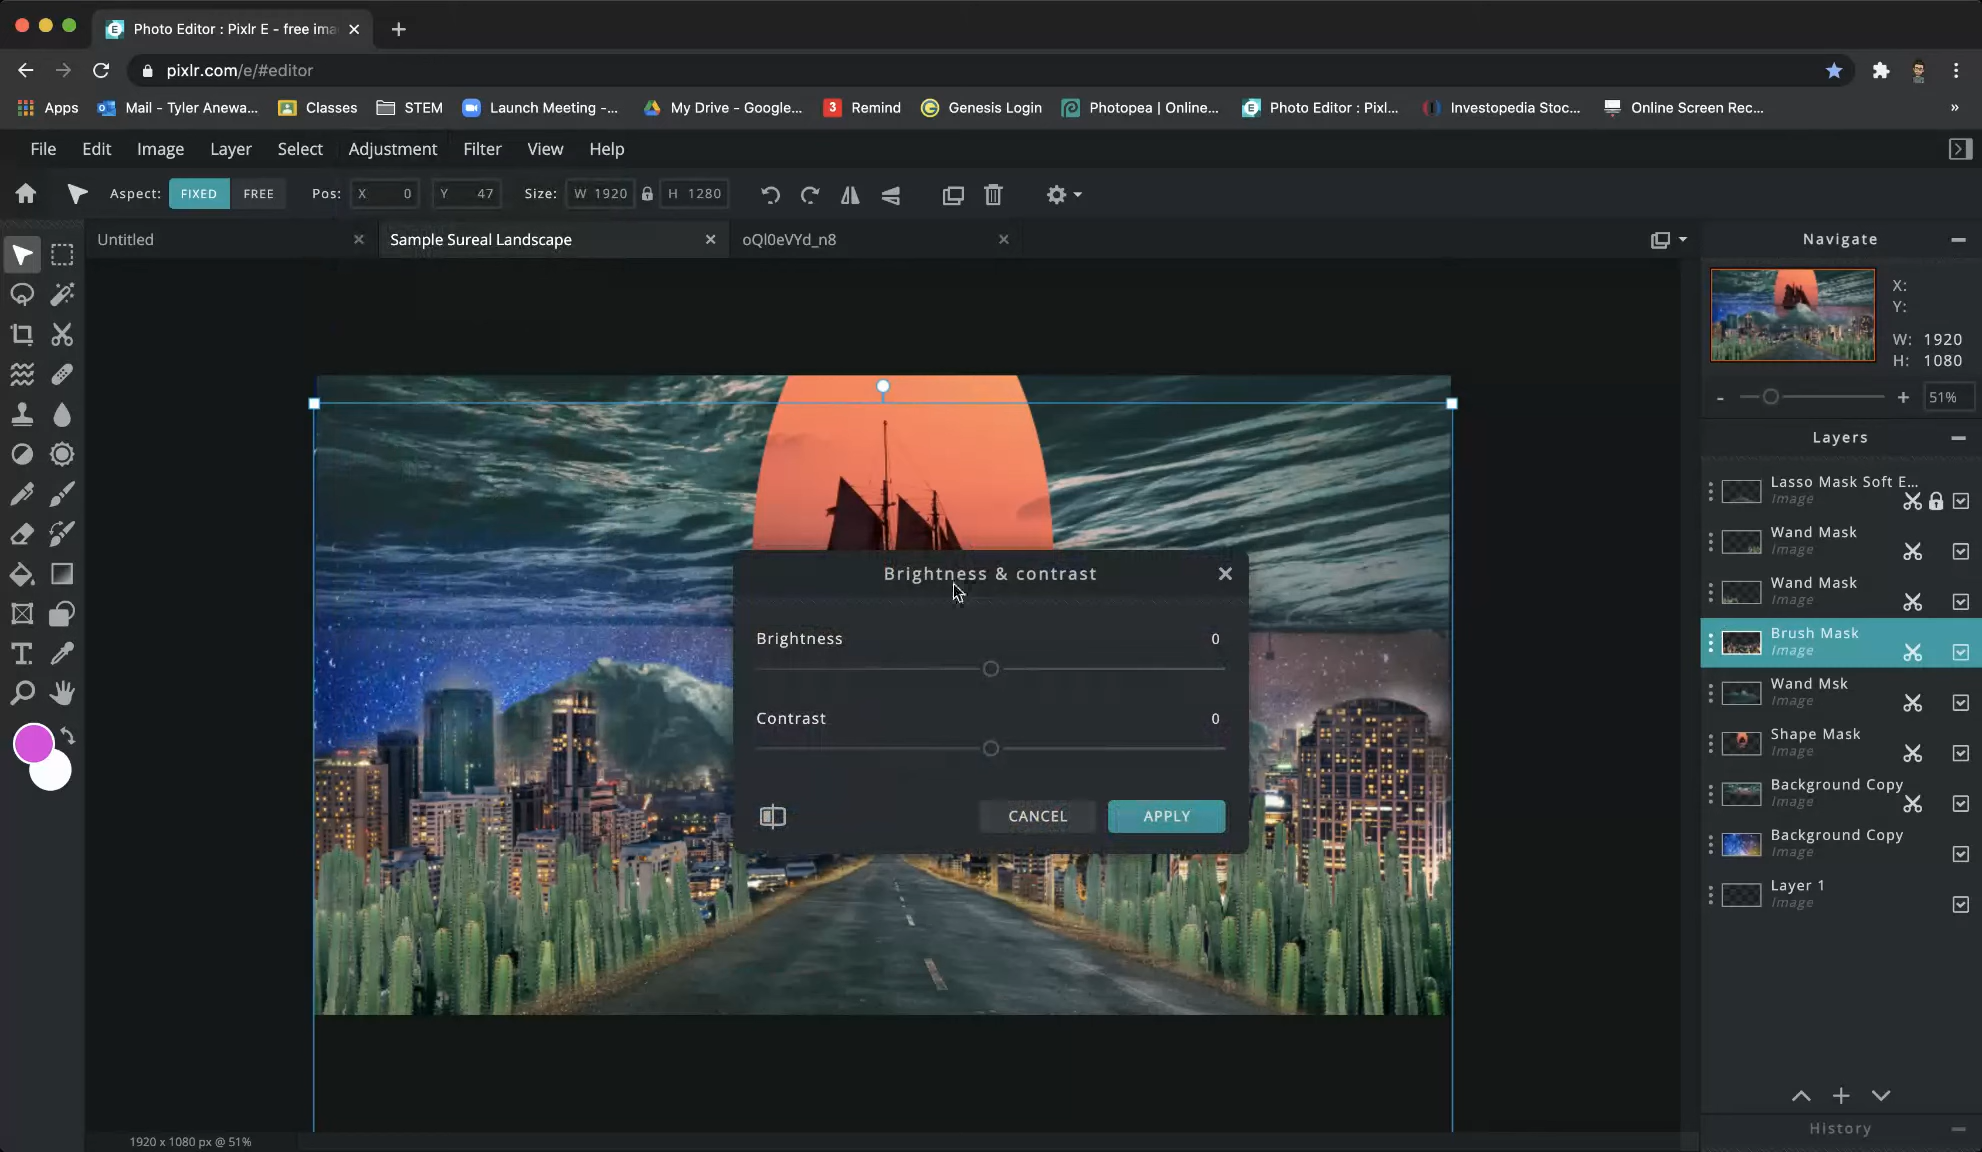 Photo Editor : Pixlr E - free ima
pixlr.com/e/#editor
Apps
Mail - Tyler Anewa...
Classes
STEM
Launch Meeting -...
My Drive - Google...
3 Remind
Genesis Login
Photopea | Online...
Photo Editor : Pixl...
Investopedia Stoc...
Online Screen Rec...
»
File Edit Image Layer Select Adjustment Filter View Help
Aspect: FIXED FREE Pos: X 0 Y 47 Size: W 1920 H 1280
Untitled
Sample Sureal Landscape
oQl0eVYd_n8
Navigate
X:
Y:
W: 1920
H: 1080
- + 51%
Layers
Lasso Mask Soft E...
Image
Wand Mask
Image
Wand Mask
Image
Brush Mask
Image
Wand Msk
Image
Shape Mask
Image
Background Copy
Image
Background Copy
Image
Layer 1
Image
History
Brightness & contrast
Brightness 0
Contrast 0
CANCEL APPLY
1920 x 1080 px @ 51%